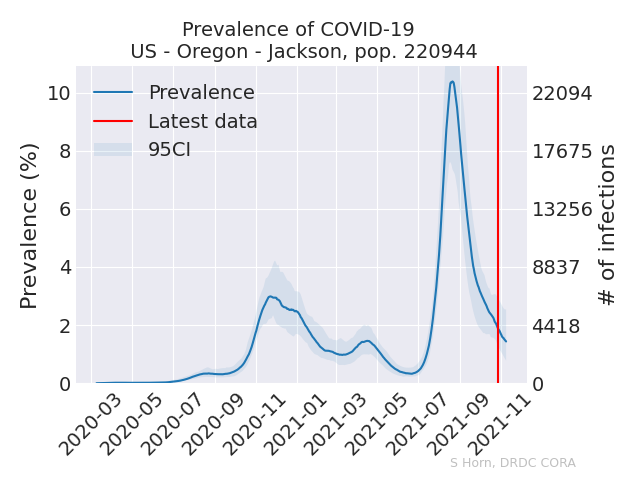 Prevalence of COVID-19
US - Oregon - Jackson, pop. 220944
Prevalence
Latest data
95CI
Prevalence (%)
10
8
6
4
2
0
22094
17675
13256
8837
4418
0
# of infections
2020-03
2020-05
2020-07
2020-09
2020-11
2021-01
2021-03
2021-05
2021-07
2021-09
2021-11
S Horn, DRDC CORA